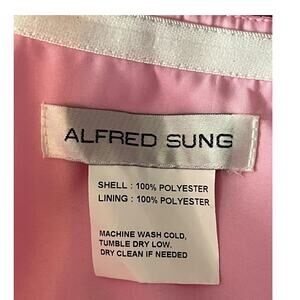 ALFRED SUNG
SHELL : 100% POLYESTER
LINING : 100% POLYESTER
MACHINE WASH COLD,
TUMBLE DRY LOW.
DRY CLEAN IF NEEDED